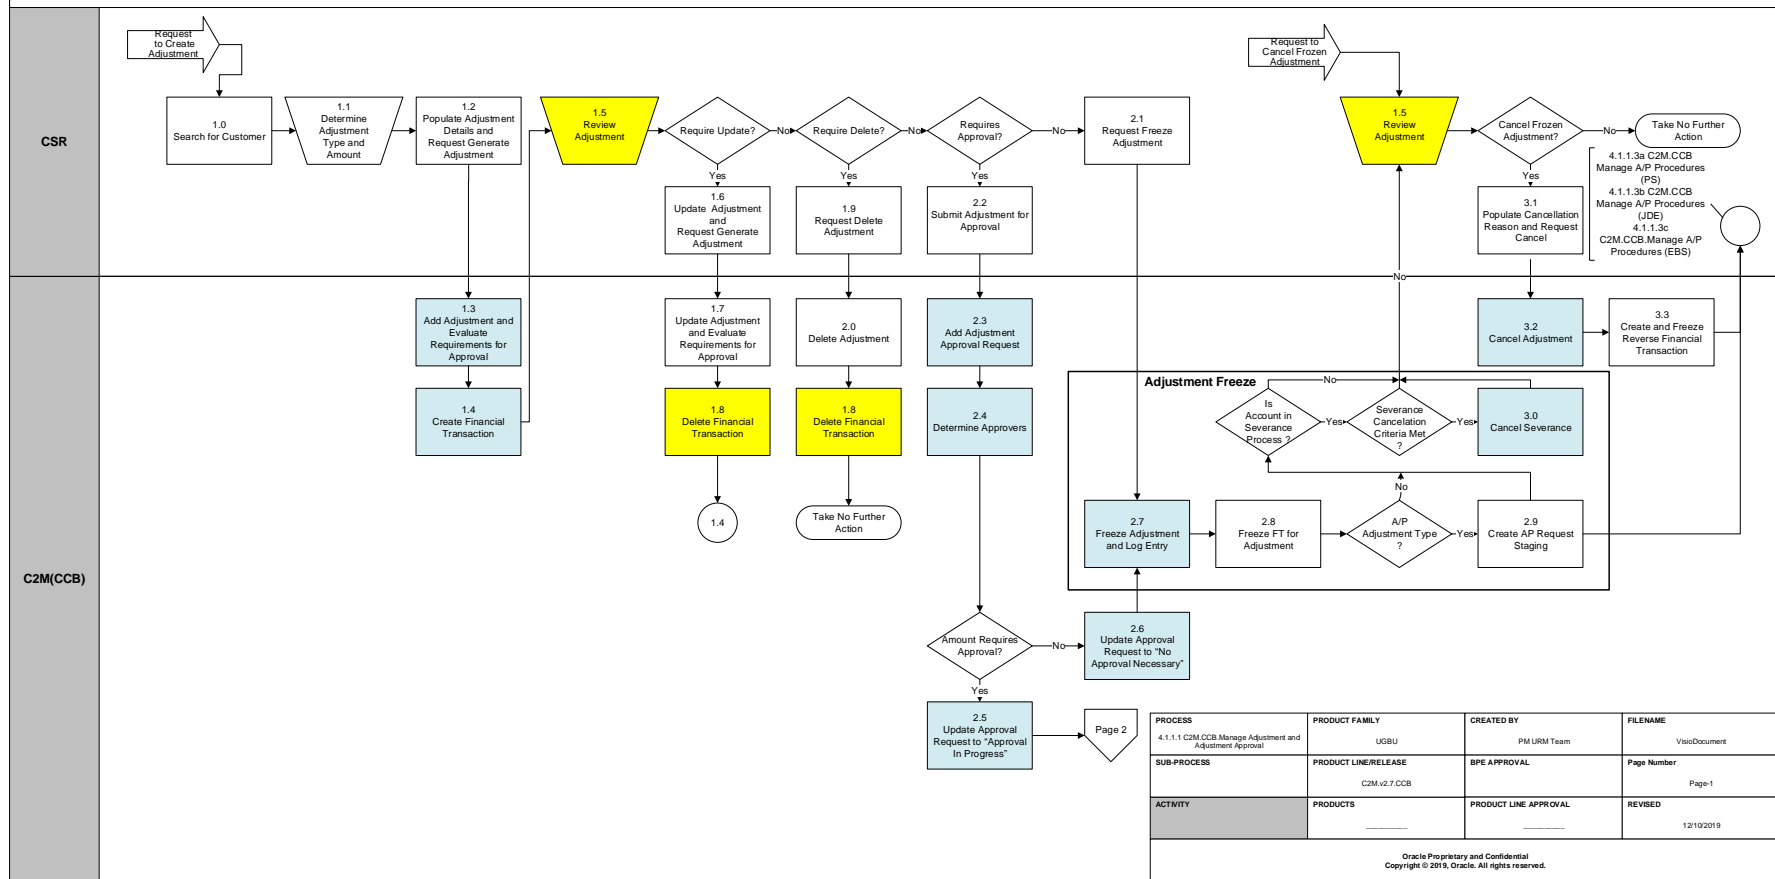 CSR
Request
to Create
Adjustment
1.0
Search for Customer
1.1
Determine
Adjustment
Type and
Amount
1.2
Populate Adjustment
Details and
Request Generate
Adjustment
1.5
Review
Adjustment
Require Update?
No
Require Delete?
No
Requires
Approval?
No
2.1
Request Freeze
Adjustment
Yes
1.6
Update Adjustment
and
Request Generate
Adjustment
Yes
1.9
Request Delete
Adjustment
Yes
2.2
Submit Adjustment for
Approval
Request to
Cancel Frozen
Adjustment
1.5
Review
Adjustment
Cancel Frozen
Adjustment?
No
Take No Further
Action
Yes
3.1
Populate Cancellation
Reason and Request
Cancel
4.1.1.3a C2M.CCB
Manage A/P Procedures
(PS)
4.1.1.3b C2M.CCB
Manage A/P Procedures
(JDE)
4.1.1.3c
C2M.CCB.Manage A/P
Procedures (EBS)
No
C2M(CCB)
1.3
Add Adjustment and
Evaluate
Requirements for
Approval
1.4
Create Financial
Transaction
1.7
Update Adjustment
and Evaluate
Requirements for
Approval
1.8
Delete Financial
Transaction
1.4
2.0
Delete Adjustment
1.8
Delete Financial
Transaction
Take No Further
Action
2.3
Add Adjustment
Approval Request
2.4
Determine Approvers
Amount Requires
Approval?
No
2.6
Update Approval
Request to “No
Approval Necessary”
Yes
2.5
Update Approval
Request to “Approval
In Progress”
Page 2
3.2
Cancel Adjustment
3.3
Create and Freeze
Reverse Financial
Transaction
Adjustment Freeze
No
Is
Account in
Severance
Process ?
Yes
Severance
Cancelation
Criteria Met
?
Yes
3.0
Cancel Severance
No
2.7
Freeze Adjustment
and Log Entry
2.8
Freeze FT for
Adjustment
A/P
Adjustment Type
?
Yes
2.9
Create AP Request
Staging
PROCESS
4.1.1.1 C2M.CCB.Manage Adjustment and
Adjustment Approval
PRODUCT FAMILY
UGBU
CREATED BY
PM URM Team
FILENAME
VisioDocument
SUB-PROCESS
PRODUCT LINE/RELEASE
C2M.v2.7.CCB
BPE APPROVAL
Page Number
Page-1
ACTIVITY
PRODUCTS
PRODUCT LINE APPROVAL
REVISED
12/10/2019
Oracle Proprietary and Confidential
Copyright © 2019, Oracle. All rights reserved.